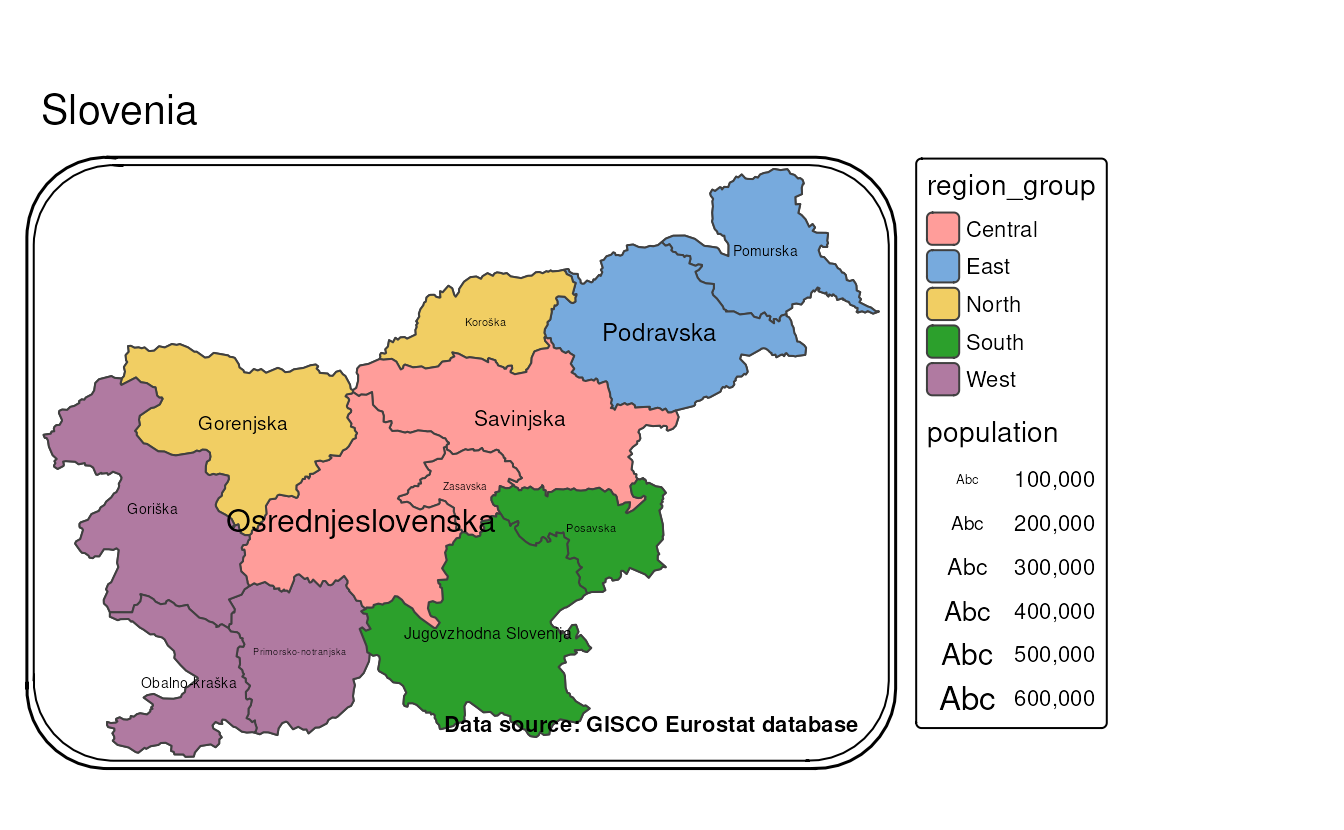 Slovenia
Pomurska
Koroška
Podravska
Gorenjska
Savinjska
Zasavska
Goriška
Osrednjeslovenska
Posavska
Jugovzhodna Slovenija
Primorsko-notranjska
Obalno-kraška
Data source: GISCO Eurostat database
region_group
Central
East
North
South
West
population
Abc 100,000
Abc 200,000
Abc 300,000
Abc 400,000
Abc 500,000
Abc 600,000